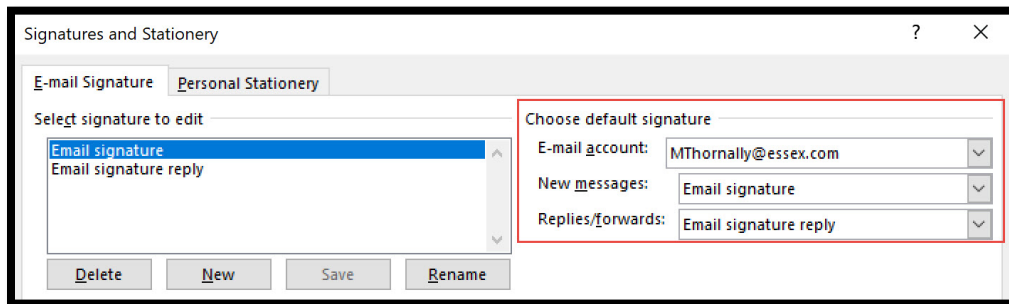 Signatures and Stationery
E-mail Signature
Personal Stationery
Select signature to edit
Email signature
Email signature reply
Delete
New
Save
Rename
Choose default signature
E-mail account:
MThornally@essex.com
New messages:
Email signature
Replies/forwards:
Email signature reply